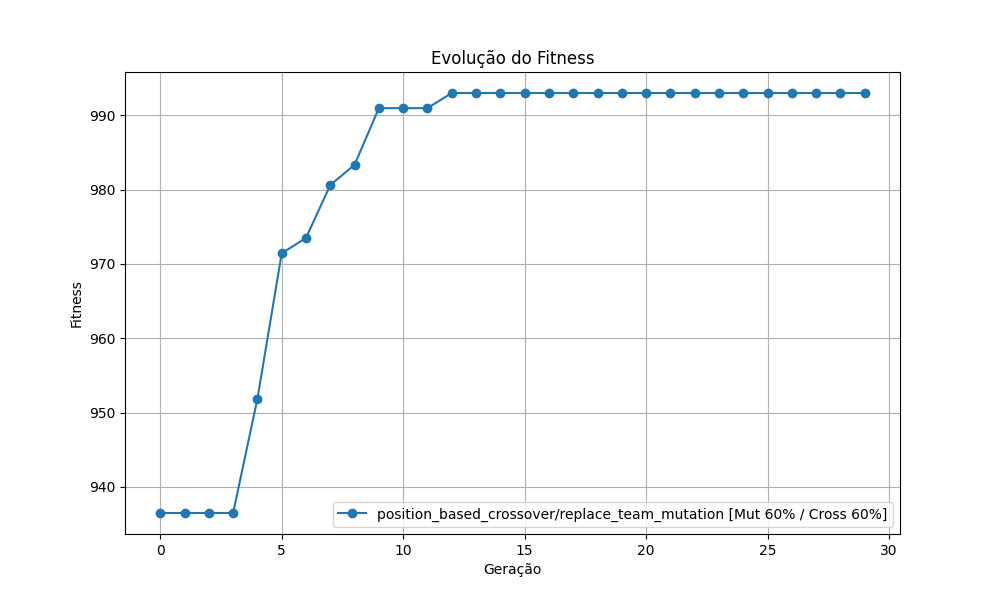 Evolução do Fitness
Fitness
990
980
970
960
950
940
position_based_crossover/replace_team_mutation [Mut 60% / Cross 60%]
0 5 10 15 20 25 30
Geração